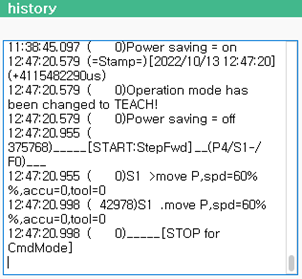 history
11:38:45.097 (      0)Power saving = on
12:47:20.579 (=Stamp=)[2022/10/13 12:47:20]
(+4115482290us)
12:47:20.579 (      0)Operation mode has
been changed to TEACH!
12:47:20.579 (      0)Power saving = off
12:47:20.955 (
375768)_____[START:StepFwd]__(P4/S1-/
F0)___
12:47:20.955 (      0)S1  >move P,spd=60%
%,accu=0,tool=0
12:47:20.998 (  42978)S1  .move P,spd=60%
%,accu=0,tool=0
12:47:20.998 (      0)_____[STOP for
CmdMode]